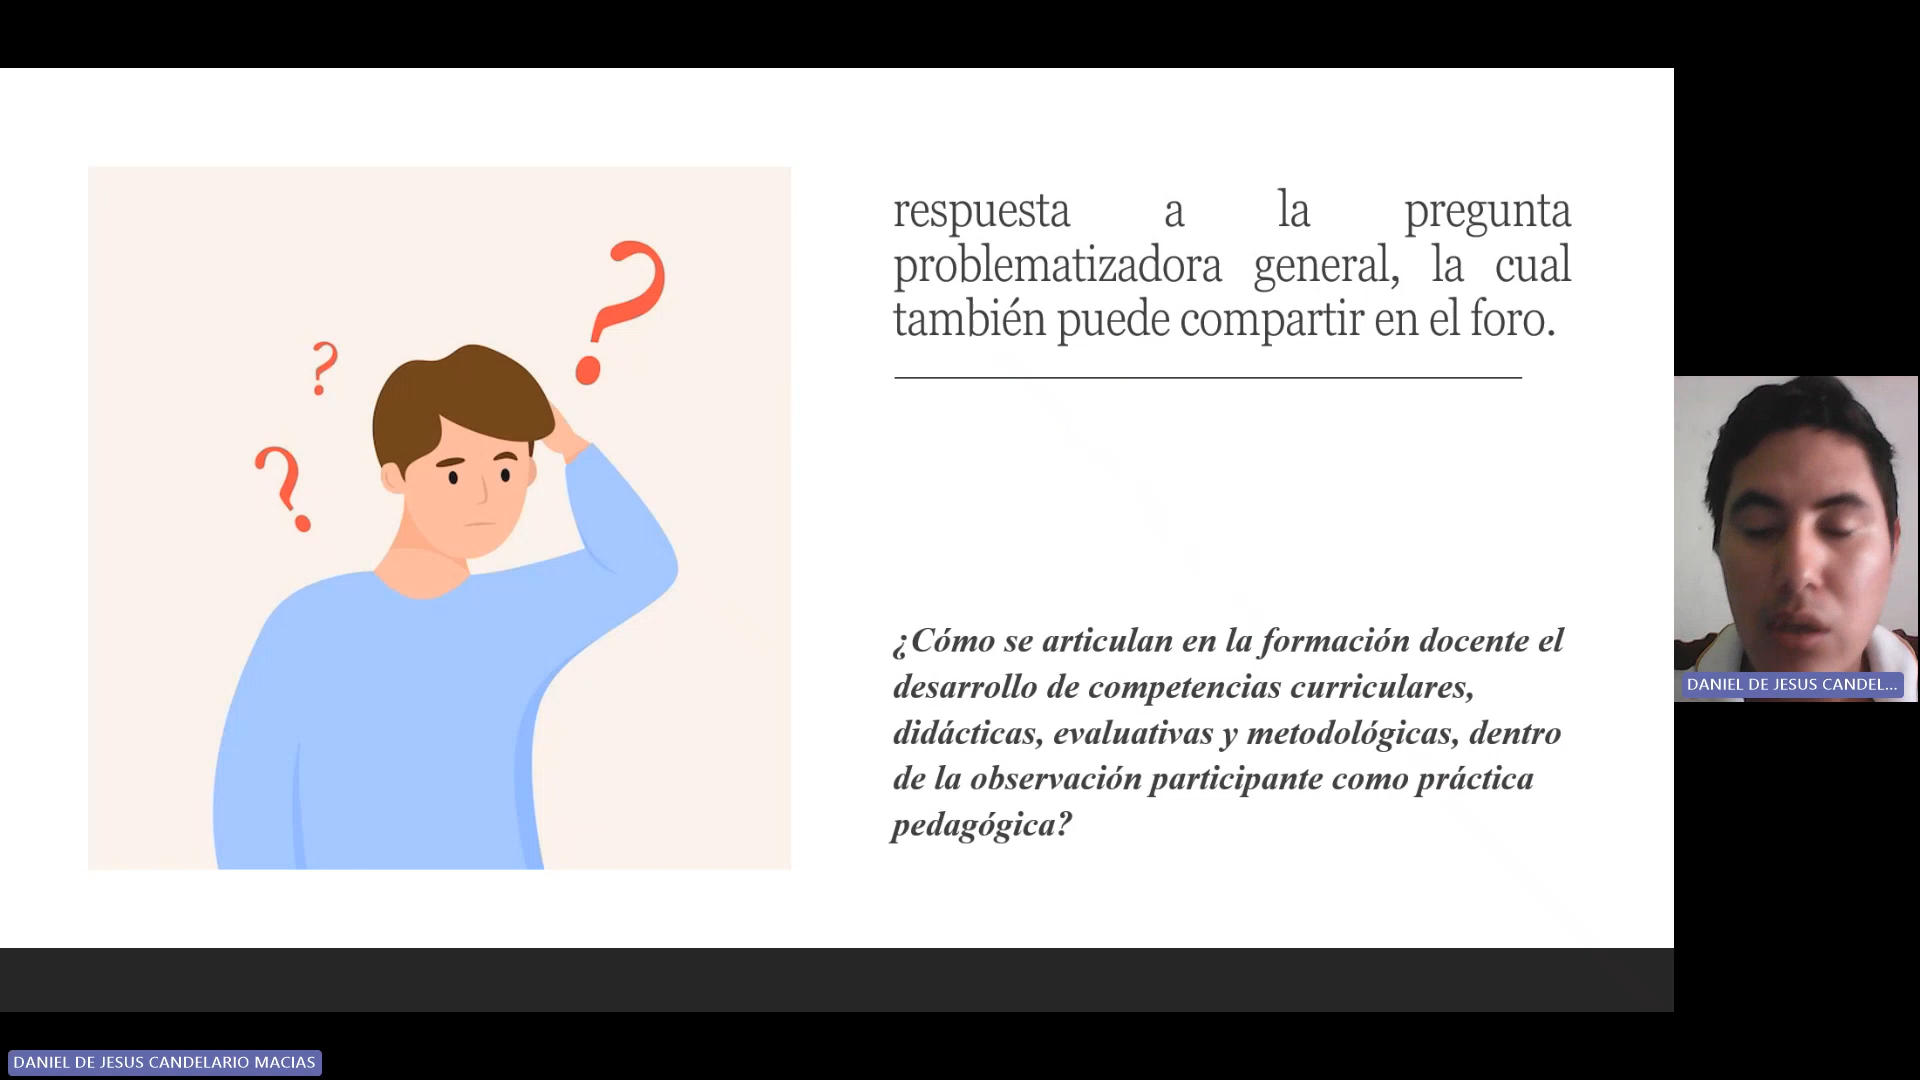 respuesta a la pregunta
problematizadora general, la cual
también puede compartir en el foro.
¿Cómo se articulan en la formación docente el
desarrollo de competencias curriculares,
didácticas, evaluativas y metodológicas, dentro
de la observación participante como práctica
pedagógica?
DANIEL DE JESUS CANDEL...
DANIEL DE JESUS CANDELARIO MACIAS